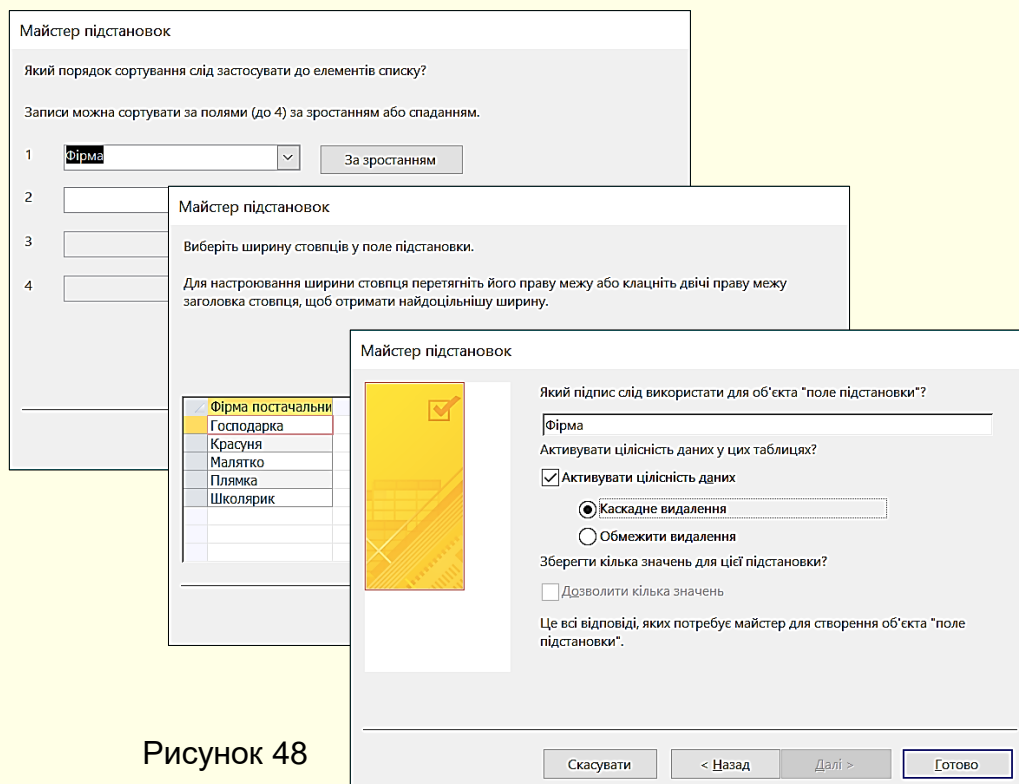 Майстер підстановок
Який порядок сортування слід застосувати до елементів списку?
Записи можна сортувати за полями (до 4) за зростанням або спаданням.
1
Фірма
За зростанням
2
3
4
Майстер підстановок
Виберіть ширину стовпців у поле підстановки.
Для настроювання ширини стовпця перетягніть його праву межу або клацніть двічі праву межу
заголовка стовпця, щоб отримати найдоцільнішу ширину.
Фірма постачальни
Господарка
Красуня
Малятко
Плямка
Школярик
Майстер підстановок
Який підпис слід використати для об'єкта "поле підстановки"?
Фірма
Активувати цілісність даних у цих таблицях?
Активувати цілісність даних
Каскадне видалення
Обмежити видалення
Зберегти кілька значень для цієї підстановки?
Дозволити кілька значень
Це всі відповіді, яких потребує майстер для створення об'єкта "поле
підстановки".
Скасувати
< Назад
Далі >
Готово
Рисунок 48